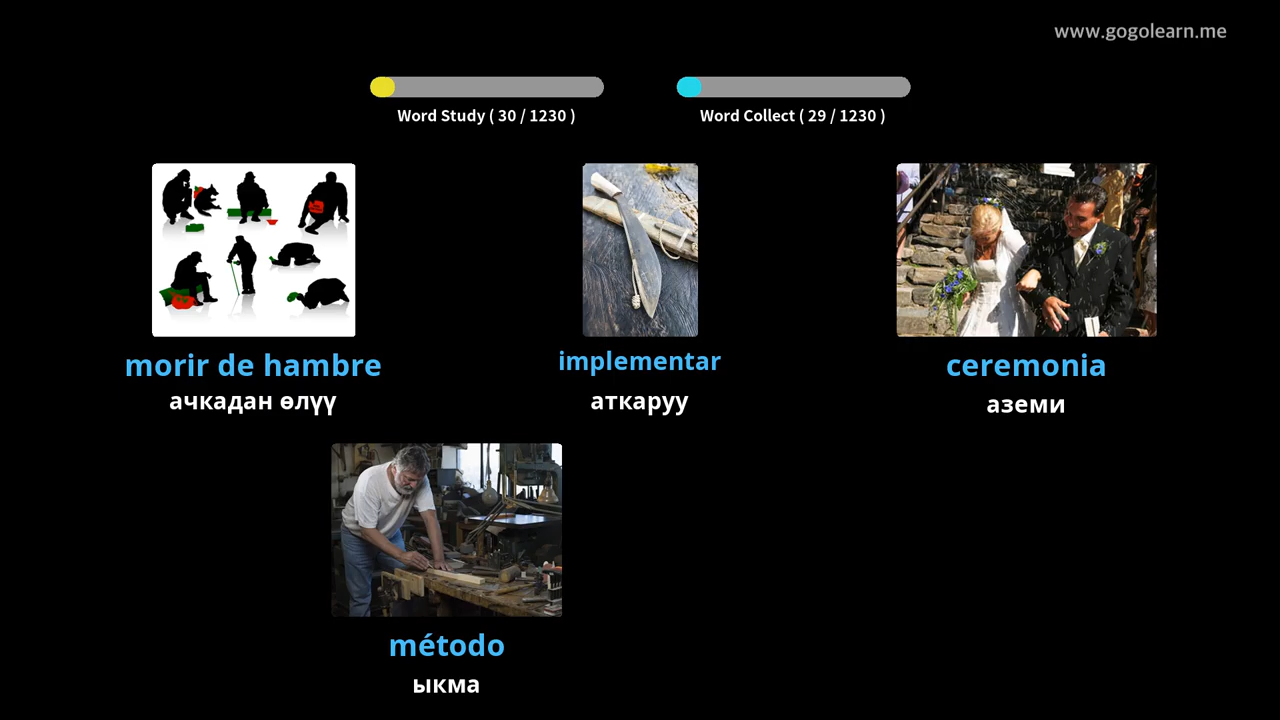 www.gogolearn.me
Word Study ( 30 / 1230 )
Word Collect ( 29 / 1230 )
morir de hambre
implementar
ceremonia
ачкадан өлүү
аткаруу
аземи
método
ыкма